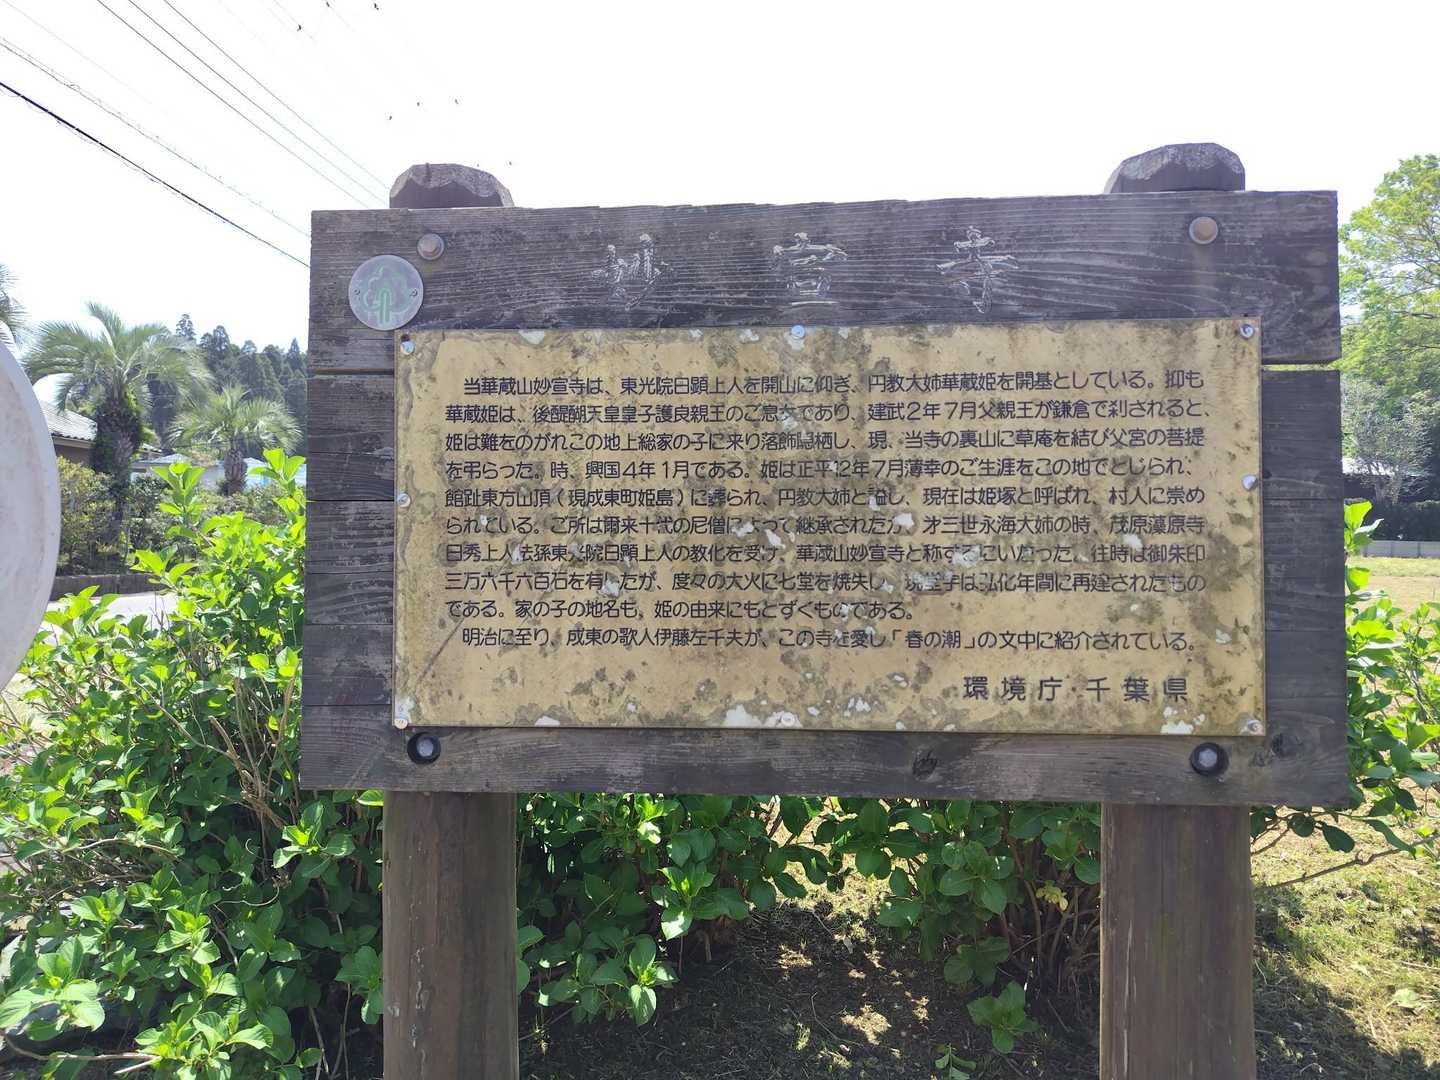 妙宣寺
当華蔵山妙宣寺は、東光院日顕上人を開山に仰ぎ、円教大姉華蔵姫を開基としている。抑も
華蔵姫は、後醍醐天皇皇子護良親王のご息女であり、建武2年7月父親王が鎌倉で刹されると、
姫は難をのがれこの地上総家の子に来り落飾隠栖し、現、当寺の裏山に草庵を結び父宮の菩提
を弔らった。時、興国4年1月である。姫は正平12年7月薄幸のご生涯をこの地でとじられ、
館趾東方山頂(現成東町姫島)に葬られ、円教大姉と諡し、現在は姫塚と呼ばれ、村人に崇め
られている。ご所は爾来十代の尼僧によって継承されたが、才三世永海大姉の時、茂原藻原寺
日秀上人法孫東光院日顕上人の教化を受け、華蔵山妙宣寺と称するにいたった。往時は御朱印
三万六千六百石を有したが、度々の大火に七堂を焼失し、現堂宇は弘化年間に再建されたもの
である。家の子の地名も、姫の由来にもとずくものである。
明治に至り、成東の歌人伊藤左千夫が、この寺を愛し「春の潮」の文中に紹介されている。
環境庁・千葉県